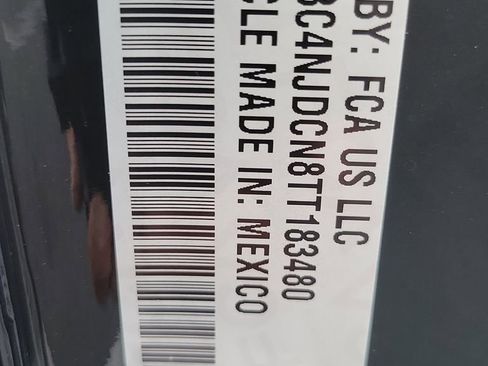 BY: FCA US LLC
3C4NJDCN8TT183480
CLE MADE IN: MEXICO